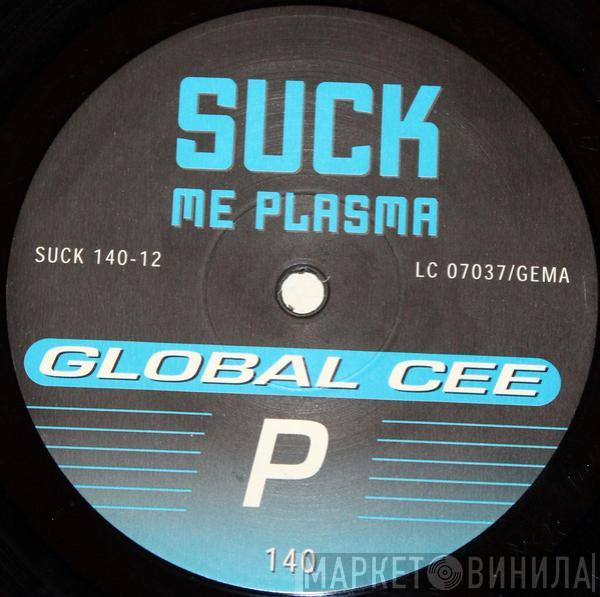 SUCK
ME PLASMA
SUCK 140-12
LC 07037/GEMA
GLOBAL CEE
P
140
МАРКЕТ ВИНИЛА